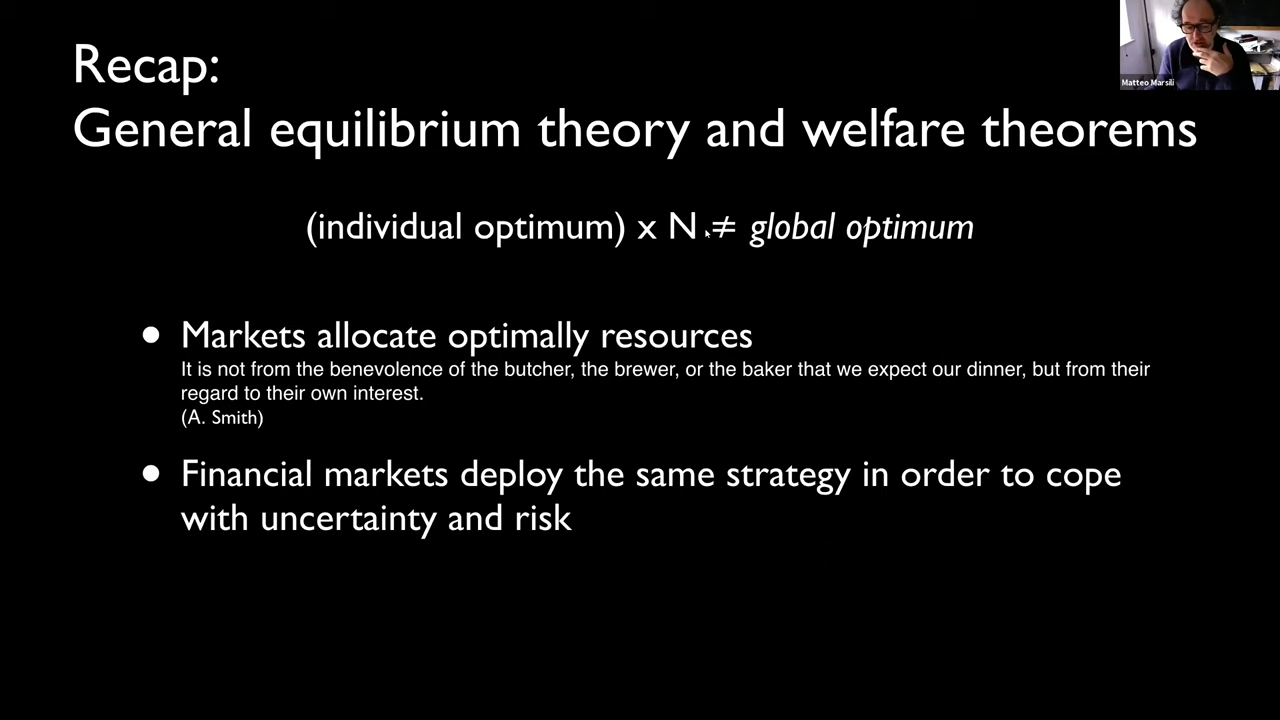 Matteo Marsili
Recap:
General equilibrium theory and welfare theorems
(individual optimum) x N ≠ global optimum
• Markets allocate optimally resources
It is not from the benevolence of the butcher, the brewer, or the baker that we expect our dinner, but from their
regard to their own interest.
(A. Smith)
• Financial markets deploy the same strategy in order to cope
with uncertainty and risk